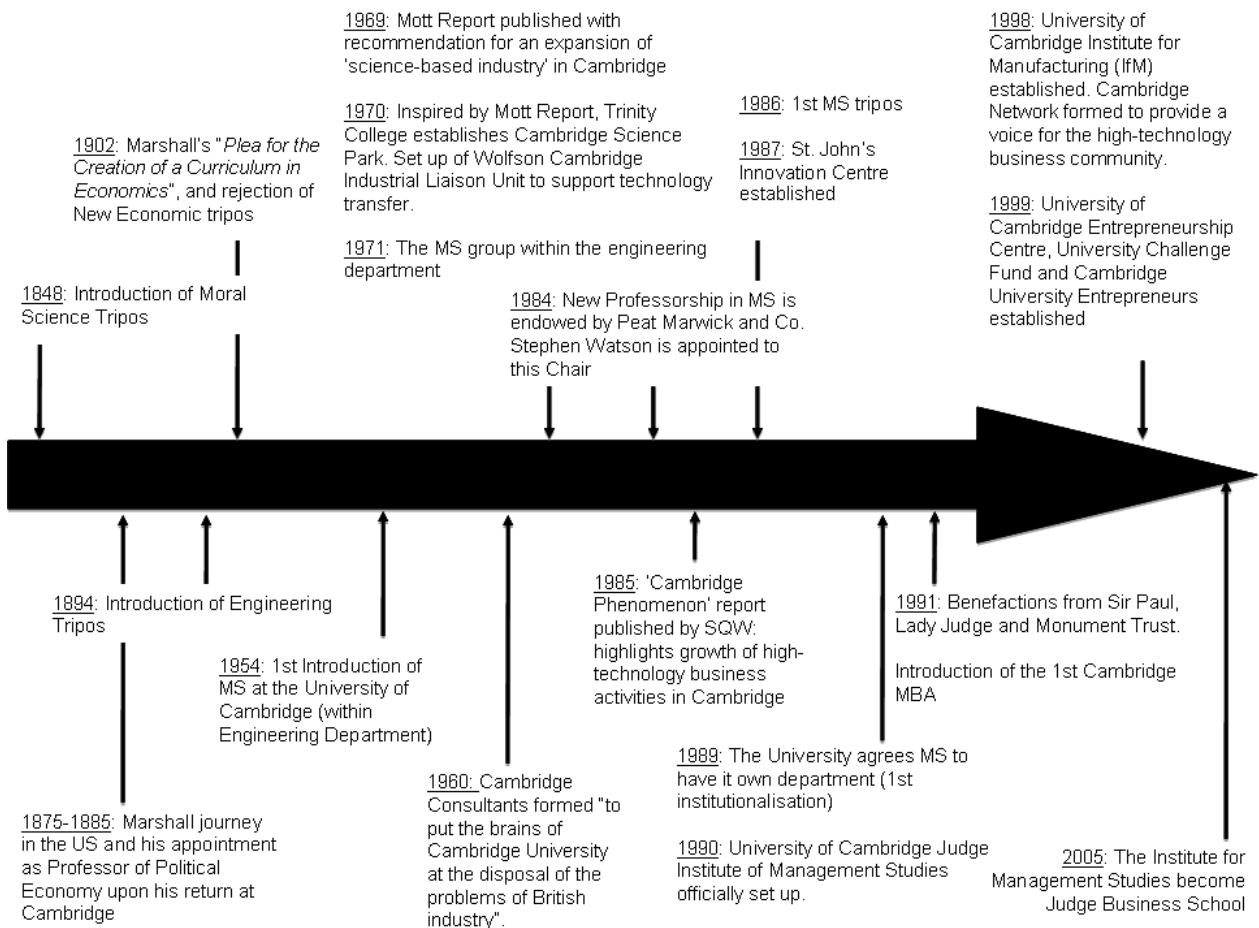 1969: Mott Report published with
recommendation for an expansion of
'science-based industry' in Cambridge
1970: Inspired by Mott Report, Trinity
College establishes Cambridge Science
Park. Set up of Wolfson Cambridge
Industrial Liaison Unit to support technology
transfer.
1971: The MS group within the engineering
department
1902: Marshall's "Plea for the
Creation of a Curriculum in
Economics", and rejection of
New Economic tripos
1848: Introduction of Moral
Science Tripos
1984: New Professorship in MS is
endowed by Peat Marwick and Co.
Stephen Watson is appointed to
this Chair
1986: 1st MS tripos
1987: St. John's
Innovation Centre
established
1998: University of
Cambridge Institute for
Manufacturing (IfM)
established. Cambridge
Network formed to provide a
voice for the high-technology
business community.
1999: University of
Cambridge Entrepreneurship
Centre, University Challenge
Fund and Cambridge
University Entrepreneurs
established
1894: Introduction of Engineering
Tripos
1875-1885: Marshall journey
in the US and his appointment
as Professor of Political
Economy upon his return at
Cambridge
1954: 1st Introduction of
MS at the University of
Cambridge (within
Engineering Department)
1960: Cambridge
Consultants formed "to
put the brains of
Cambridge University
at the disposal of the
problems of British
industry".
1985: 'Cambridge
Phenomenon' report
published by SQW:
highlights growth of high-
technology business
activities in Cambridge
1989: The University agrees MS to
have it own department (1st
institutionalisation)
1990: University of Cambridge Judge
Institute of Management Studies
officially set up.
1991: Benefactions from Sir Paul,
Lady Judge and Monument Trust.
Introduction of the 1st Cambridge
MBA
2005: The Institute for
Management Studies become
Judge Business School